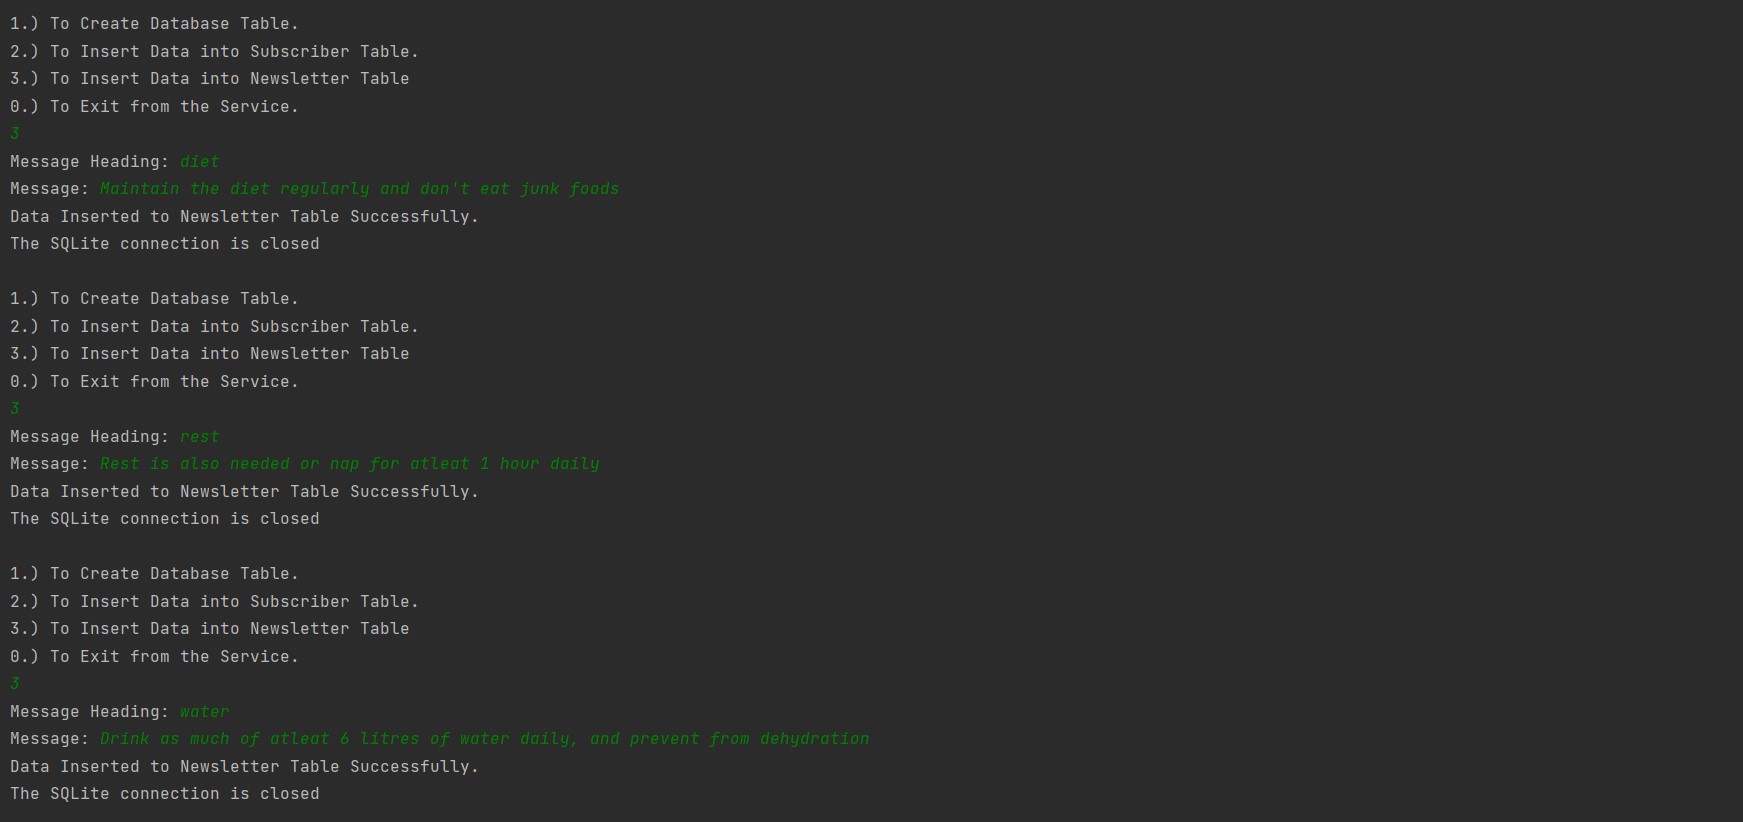 1.) To Create Database Table.
2.) To Insert Data into Subscriber Table.
3.) To Insert Data into Newsletter Table
0.) To Exit from the Service.
3
Message Heading: diet
Message: Maintain the diet regularly and don't eat junk foods
Data Inserted to Newsletter Table Successfully.
The SQLite connection is closed
1.) To Create Database Table.
2.) To Insert Data into Subscriber Table.
3.) To Insert Data into Newsletter Table
0.) To Exit from the Service.
3
Message Heading: rest
Message: Rest is also needed or nap for atleat 1 hour daily
Data Inserted to Newsletter Table Successfully.
The SQLite connection is closed
1.) To Create Database Table.
2.) To Insert Data into Subscriber Table.
3.) To Insert Data into Newsletter Table
0.) To Exit from the Service.
3
Message Heading: water
Message: Drink as much of atleat 6 litres of water daily, and prevent from dehydration
Data Inserted to Newsletter Table Successfully.
The SQLite connection is closed